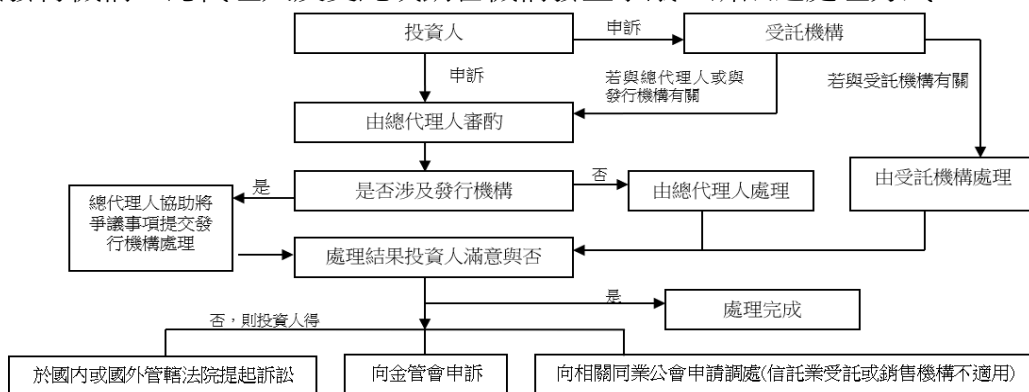 投資人
申訴
受託機構
申訴
若與總代理人或與
發行機構有關
若與受託機構有關
由總代理人審酌
是
是否涉及發行機構
否
由總代理人處理
由受託機構處理
總代理人協助將
爭議事項提交發
行機構處理
處理結果投資人滿意與否
是
處理完成
否，則投資人得
於國內或國外管轄法院提起訴訟
向金管會申訴
向相關同業公會申請調處(信託業受託或銷售機構不適用)